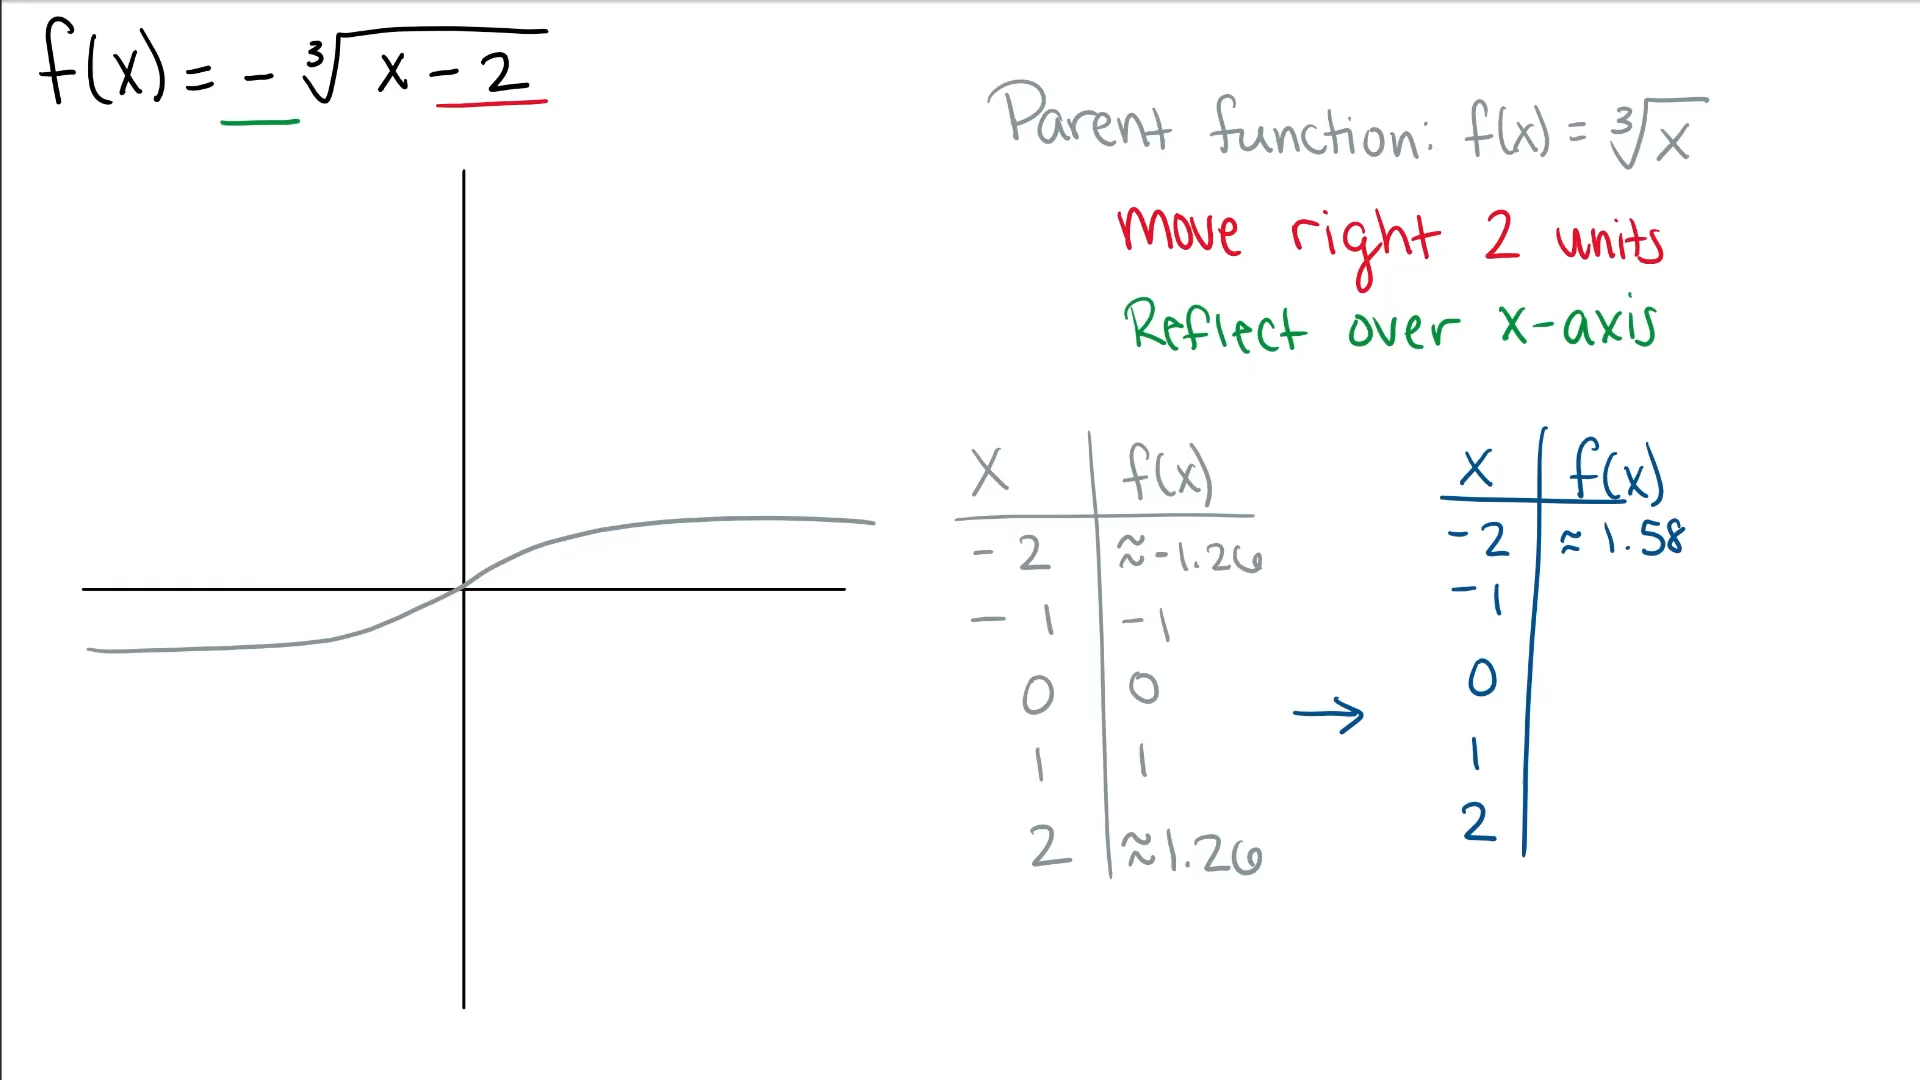 f(x) = - ∛(x - 2)
Parent function: f(x) = ∛x
move right 2 units
Reflect over x-axis
x f(x)
-2 ≈ -1.26
-1 -1
0 0
1 1
2 ≈ 1.26
→
x f(x)
-2 ≈ 1.58
-1
0
1
2